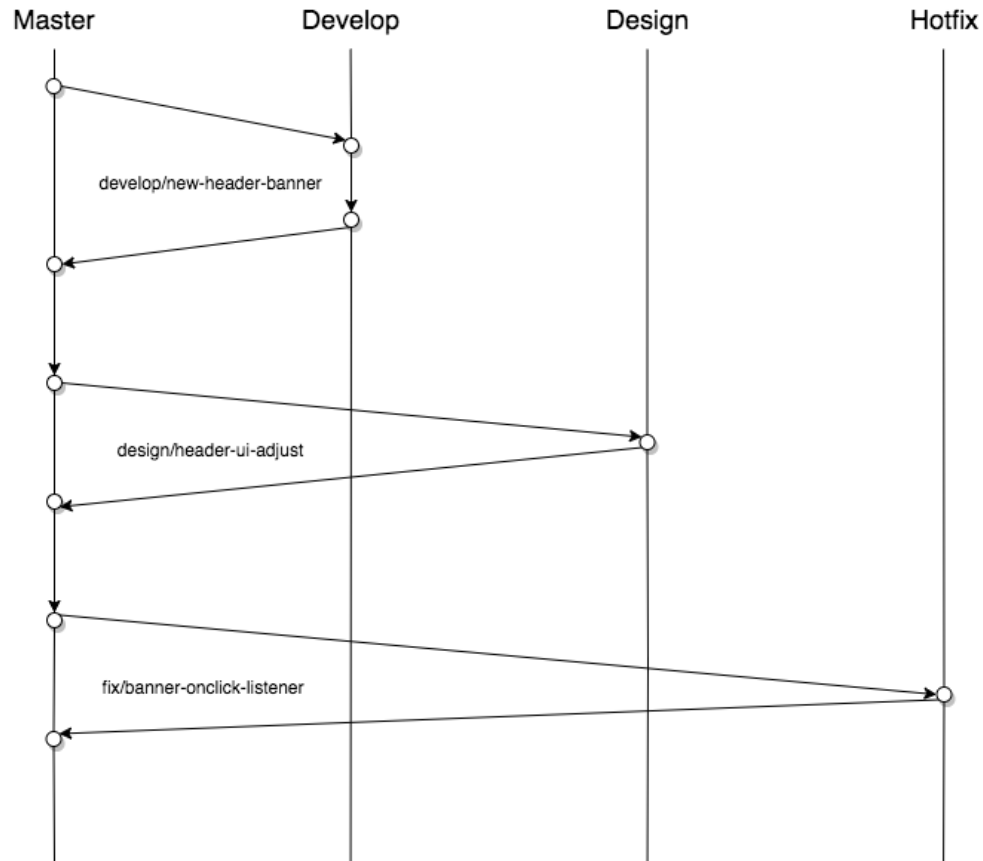 Master Develop Design Hotfix
develop/new-header-banner
design/header-ui-adjust
fix/banner-onclick-listener